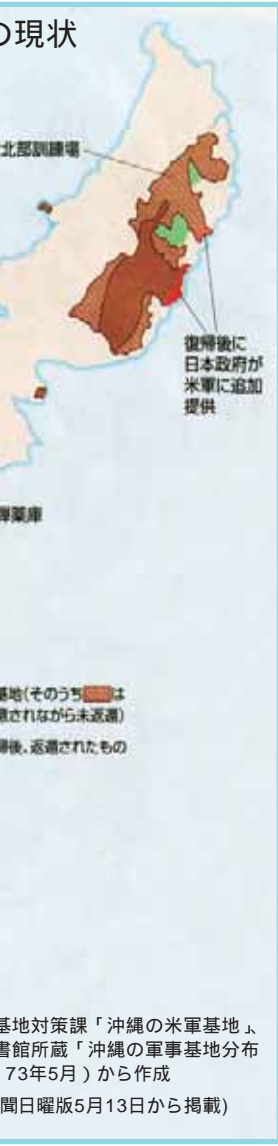 の現状
北部訓練場
復帰後に
日本政府が
米軍に追加
提供
弾薬庫
基地(そのうち は
意されながら未返還)
帰後、返還されたもの
基地対策課「沖縄の米軍基地」、
書館所蔵「沖縄の軍事基地分布
73年5月)から作成
聞日曜版5月13日から掲載)